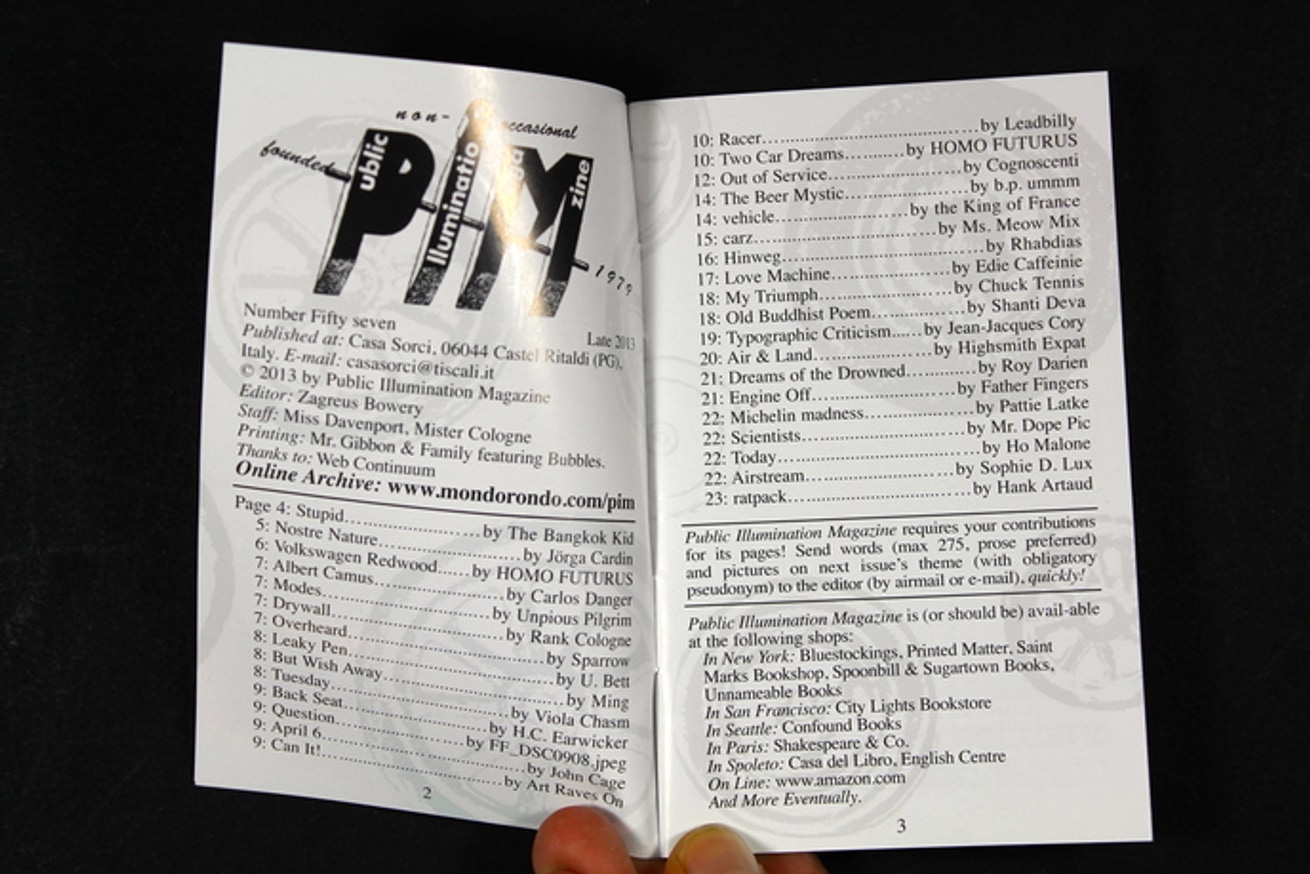 non-occasional
founded
Public
Illumination
Magazine
1979
Number Fifty seven Late 2013
Published at: Casa Sorci, 06044 Castel Ritaldi (PG),
Italy. E-mail: casasorci@tiscali.it
© 2013 by Public Illumination Magazine
Editor: Zagreus Bowery
Staff: Miss Davenport, Mister Cologne
Printing: Mr. Gibbon & Family featuring Bubbles.
Thanks to: Web Continuum
Online Archive: www.mondorondo.com/pim
Page 4: Stupid..........by The Bangkok Kid
5: Nostre Nature..........by Jörga Cardin
6: Volkswagen Redwood......by HOMO FUTURUS
7: Albert Camus..........by Carlos Danger
7: Modes..........by Unpious Pilgrim
7: Drywall..........by Rank Cologne
7: Overheard..........by Sparrow
8: Leaky Pen..........by U. Bett
8: But Wish Away..........by Ming
8: Tuesday..........by Viola Chasm
9: Back Seat..........by H.C. Earwicker
9: Question..........by FF_DSC0908.jpeg
9: April 6..........by John Cage
9: Can It!..........by Art Raves On
2
10: Racer..........by Leadbilly
10: Two Car Dreams..........by HOMO FUTURUS
12: Out of Service..........by Cognoscenti
14: The Beer Mystic..........by b.p. ummm
14: vehicle..........by the King of France
15: carz..........by Ms. Meow Mix
16: Hinweg..........by Rhabdias
17: Love Machine..........by Edie Caffeinie
18: My Triumph..........by Chuck Tennis
18: Old Buddhist Poem..........by Shanti Deva
19: Typographic Criticism......by Jean-Jacques Cory
20: Air & Land..........by Highsmith Expat
21: Dreams of the Drowned..........by Roy Darien
21: Engine Off..........by Father Fingers
22: Michelin madness..........by Pattie Latke
22: Scientists..........by Mr. Dope Pic
22: Today..........by Ho Malone
22: Airstream..........by Sophie D. Lux
23: ratpack..........by Hank Artaud
Public Illumination Magazine requires your contributions
for its pages! Send words (max 275, prose preferred)
and pictures on next issue's theme (with obligatory
pseudonym) to the editor (by airmail or e-mail), quickly!
Public Illumination Magazine is (or should be) avail-able
at the following shops:
In New York: Bluestockings, Printed Matter, Saint
Marks Bookshop, Spoonbill & Sugartown Books,
Unnameable Books
In San Francisco: City Lights Bookstore
In Seattle: Confound Books
In Paris: Shakespeare & Co.
In Spoleto: Casa del Libro, English Centre
On Line: www.amazon.com
And More Eventually.
3